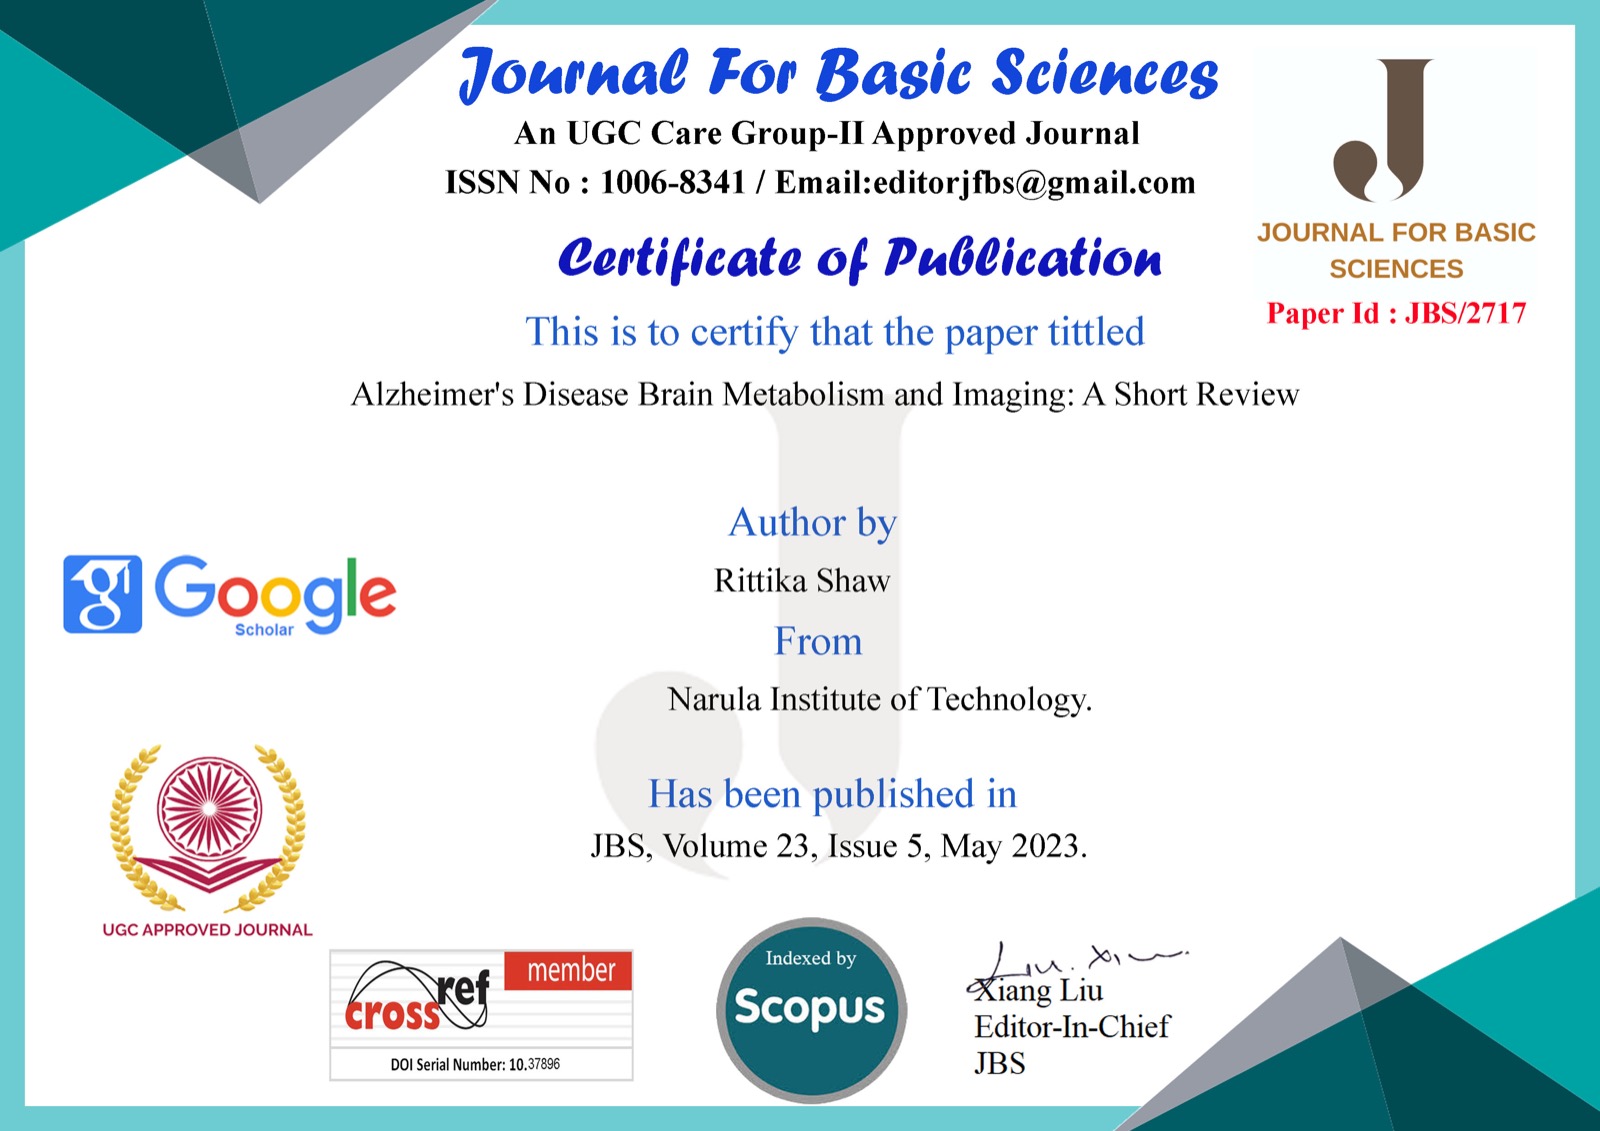 Journal For Basic Sciences
An UGC Care Group-II Approved Journal
ISSN No : 1006-8341 / Email:editorjfbs@gmail.com
JOURNAL FOR BASIC
SCIENCES
Paper Id : JBS/2717
Certificate of Publication
This is to certify that the paper tittled
Alzheimer's Disease Brain Metabolism and Imaging: A Short Review
Author by
Rittika Shaw
From
Narula Institute of Technology.
Google
Scholar
Has been published in
JBS, Volume 23, Issue 5, May 2023.
UGC APPROVED JOURNAL
crossref
member
DOI Serial Number: 10.37896
Indexed by
Scopus
Liu. Xi
Xiang Liu
Editor-In-Chief
JBS